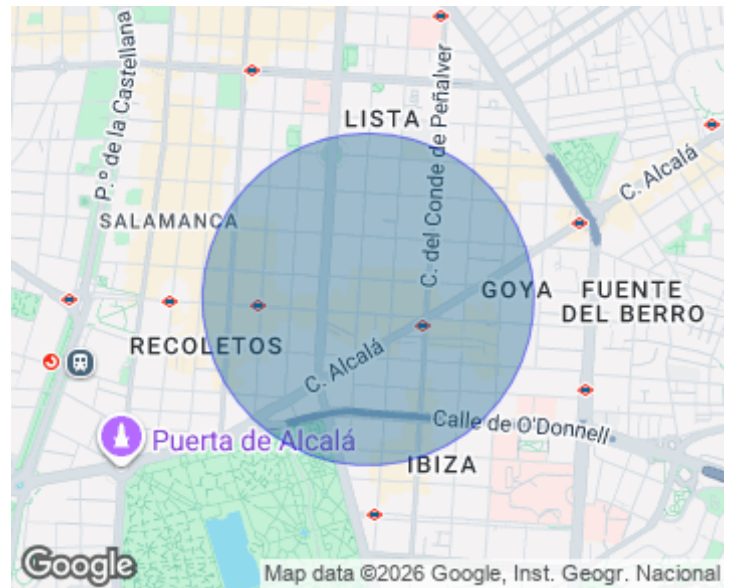 LISTA
P.º de la Castellana
C. del Conde de Peñalver
C. Alcalá
SALAMANCA
GOYA
FUENTE
DEL BERRO
RECOLETOS
C. Alcalá
Puerta de Alcalá
Calle de O'Donnell
IBIZA
Google
Map data ©2026 Google, Inst. Geogr. Nacional